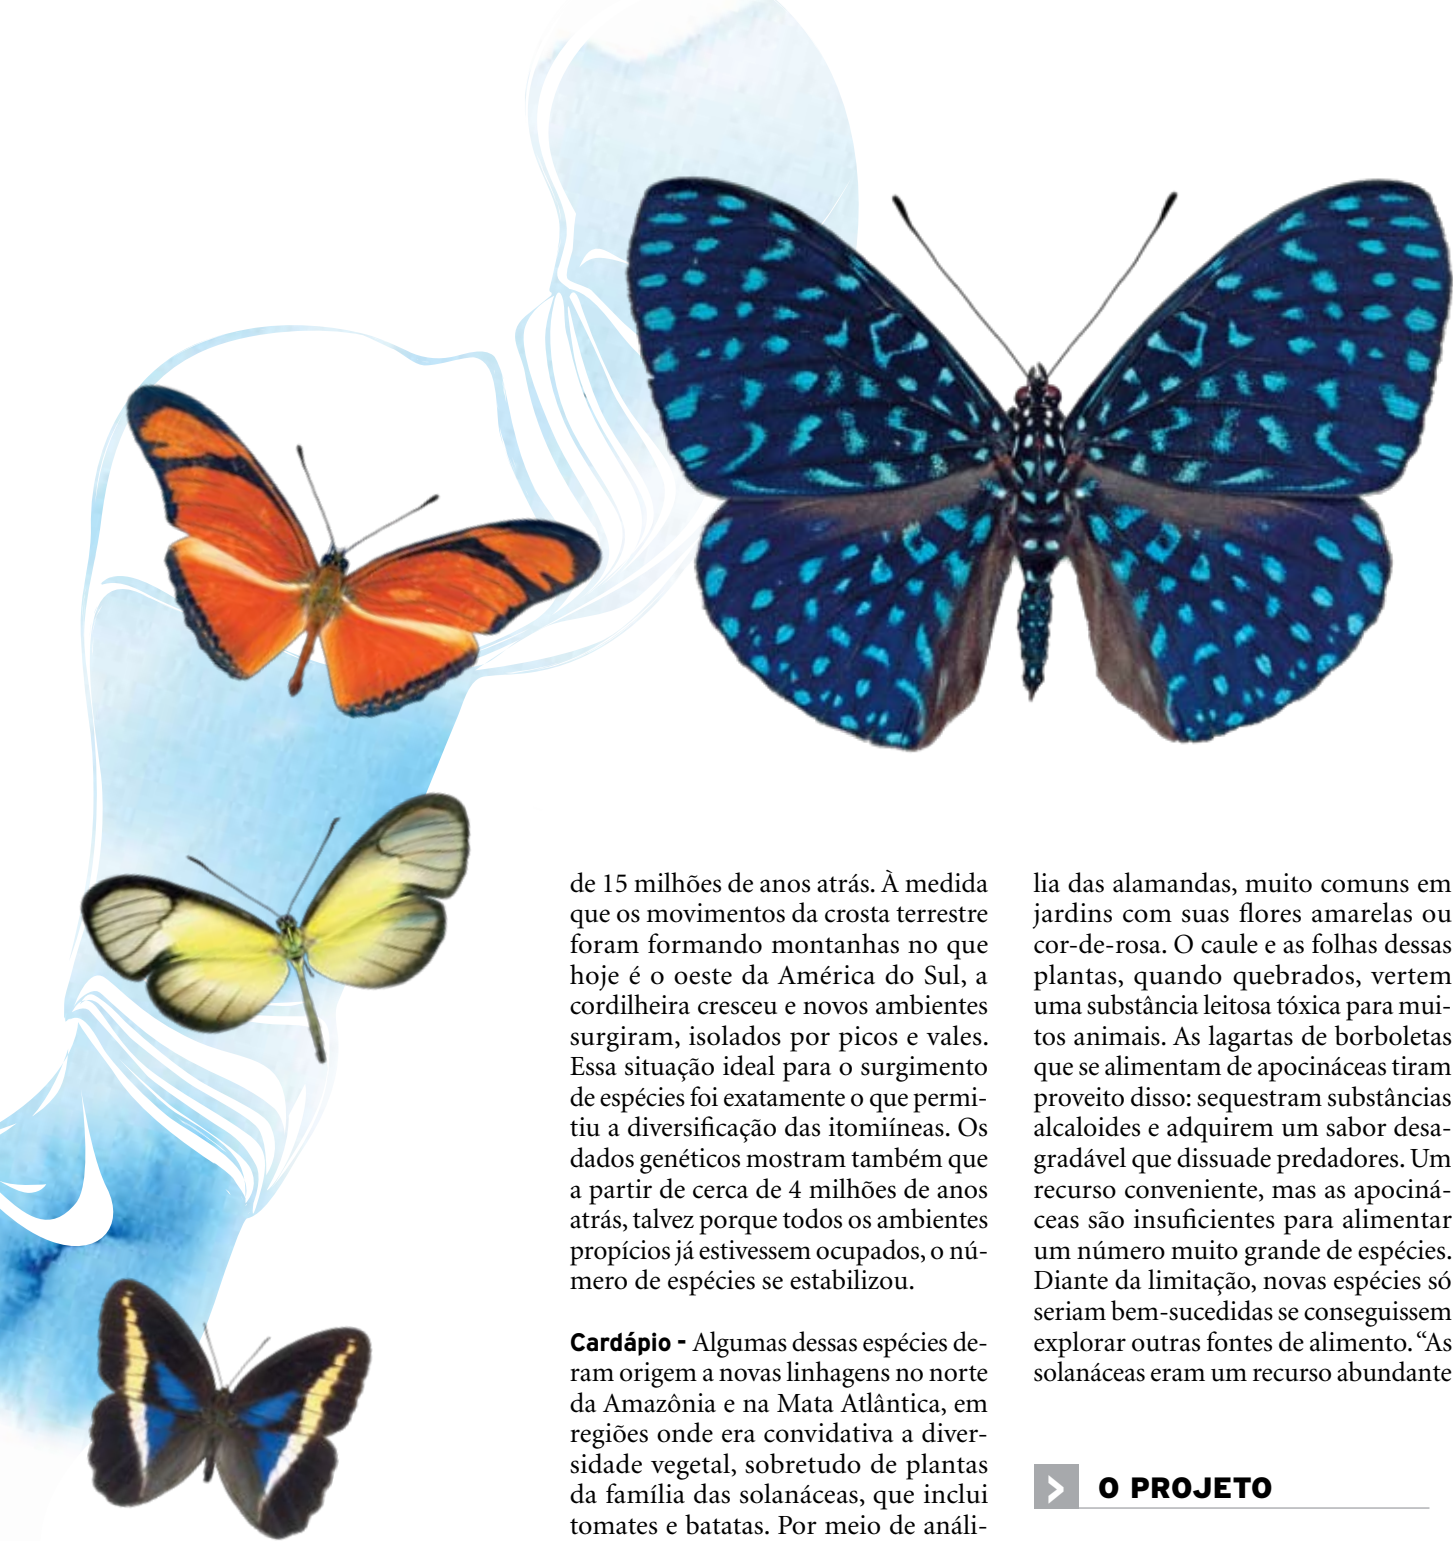 de 15 milhões de anos atrás. À medida
que os movimentos da crosta terrestre
foram formando montanhas no que
hoje é o oeste da América do Sul, a
cordilheira cresceu e novos ambientes
surgiram, isolados por picos e vales.
Essa situação ideal para o surgimento
de espécies foi exatamente o que permi-
tiu a diversificação das itomiíneas. Os
dados genéticos mostram também que
a partir de cerca de 4 milhões de anos
atrás, talvez porque todos os ambientes
propícios já estivessem ocupados, o nú-
mero de espécies se estabilizou.
Cardápio - Algumas dessas espécies de-
ram origem a novas linhagens no norte
da Amazônia e na Mata Atlântica, em
regiões onde era convidativa a diver-
sidade vegetal, sobretudo de plantas
da família das solanáceas, que inclui
tomates e batatas. Por meio de análi-
lia das alamandas, muito comuns em
jardins com suas flores amarelas ou
cor-de-rosa. O caule e as folhas dessas
plantas, quando quebrados, vertem
uma substância leitosa tóxica para mui-
tos animais. As lagartas de borboletas
que se alimentam de apocináceas tiram
proveito disso: sequestram substâncias
alcaloides e adquirem um sabor desa-
gradável que dissuade predadores. Um
recurso conveniente, mas as apociná-
ceas são insuficientes para alimentar
um número muito grande de espécies.
Diante da limitação, novas espécies só
seriam bem-sucedidas se conseguissem
explorar outras fontes de alimento. “As
solanáceas eram um recurso abundante
O PROJETO